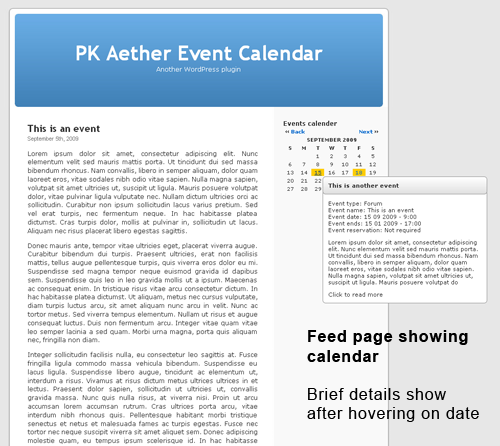 PK Aether Event Calendar
Another WordPress plugin
This is an event
September 5th, 2009
Lorem ipsum dolor sit amet, consectetur adipiscing elit. Nunc
elementum velit sed mauris mattis porta. Ut tincidunt dui sed massa
bibendum rhoncus. Nam convallis, libero in semper aliquam, dolor quam
laoreet eros, vitae sodales nibh odio vitae sapien. Nulla magna sapien,
volutpat sit amet ultricies ut, suscipit ut ligula. Mauris posuere volutpat
dolor, vitae pulvinar ligula vulputate nec. Nullam dictum ultrices orci ac
sollicitudin. Curabitur non ipsum sollicitudin lacus varius pretium. Sed
vel erat turpis, nec fermentum neque. In hac habitasse platea
dictumst. Cras turpis dolor, mollis at pulvinar in, sollicitudin ut lacus.
Aliquam nec risus placerat libero egestas sagittis.
Donec mauris ante, tempor vitae ultricies eget, placerat viverra augue.
Curabitur bibendum dui turpis. Praesent ultricies, erat non facilisis
mattis, tellus augue pellentesque turpis, quis viverra eros dolor eu mi.
Suspendisse sed magna tempor neque euismod gravida id dapibus
sem. Suspendisse quis leo in leo gravida mollis ut a ipsum. Maecenas
ac consequat enim. In tristique risus vitae arcu consectetur dictum. In
hac habitasse platea dictumst. Ut aliquam, metus nec cursus vulputate,
diam turpis luctus arcu, sit amet aliquam nunc arcu in velit. Nunc ac
tortor metus. Sed viverra tempus elementum. Nullam ut risus et augue
consequat luctus. Duis non fermentum arcu. Integer vitae quam vitae
leo semper lacinia a sed quam. Morbi urna magna, porta quis aliquam
nec, fringilla non diam.
Integer sollicitudin facilisis nulla, eu consectetur leo sagittis at. Fusce
fringilla ligula commodo massa vehicula bibendum. Suspendisse eu
lacus ligula. Suspendisse libero augue, tincidunt ac elementum ut,
interdum a risus. Vivamus at risus dictum metus ultrices ultrices in et
lectus. Praesent dolor sapien, sollicitudin ut ultricies ut, convallis
gravida massa. Nunc quis nulla risus, at viverra nisi. Proin ut arcu
accumsan lorem accumsan rutrum. Cras ultrices porta arcu, vitae
interdum nibh rhoncus quis. Pellentesque habitant morbi tristique
senectus et netus et malesuada fames ac turpis egestas. Fusce nec
tortor nec neque suscipit viverra sit amet aliquet sem. Donec adipiscing
molestie quam, eu tempus ipsum scelerisque id. In hac habitasse
Events calender
« Back Next »
SEPTEMBER 2009
S M T W T F S
1 2 3 4 5
6 7 8 9 10 11 12
13 14 15 16 17 18 19
20 21 22
27 28 29
This is another event
Event type: Forum
Event name: This is an event
Event date: 15 09 2009 - 9:00
Event ends: 15 01 2009 - 17:00
Event reservation: Not required
Lorem ipsum dolor sit amet, consectetur adipiscing
elit. Nunc elementum velit sed mauris mattis porta.
Ut tincidunt dui sed massa bibendum rhoncus. Nam
convallis, libero in semper aliquam, dolor quam
laoreet eros, vitae sodales nibh odio vitae sapien.
Nulla magna sapien, volutpat sit amet ultricies ut,
suscipit ut ligula. Mauris posuere volutpat do
Click to read more
Feed page showing
calendar
Brief details show
after hovering on date